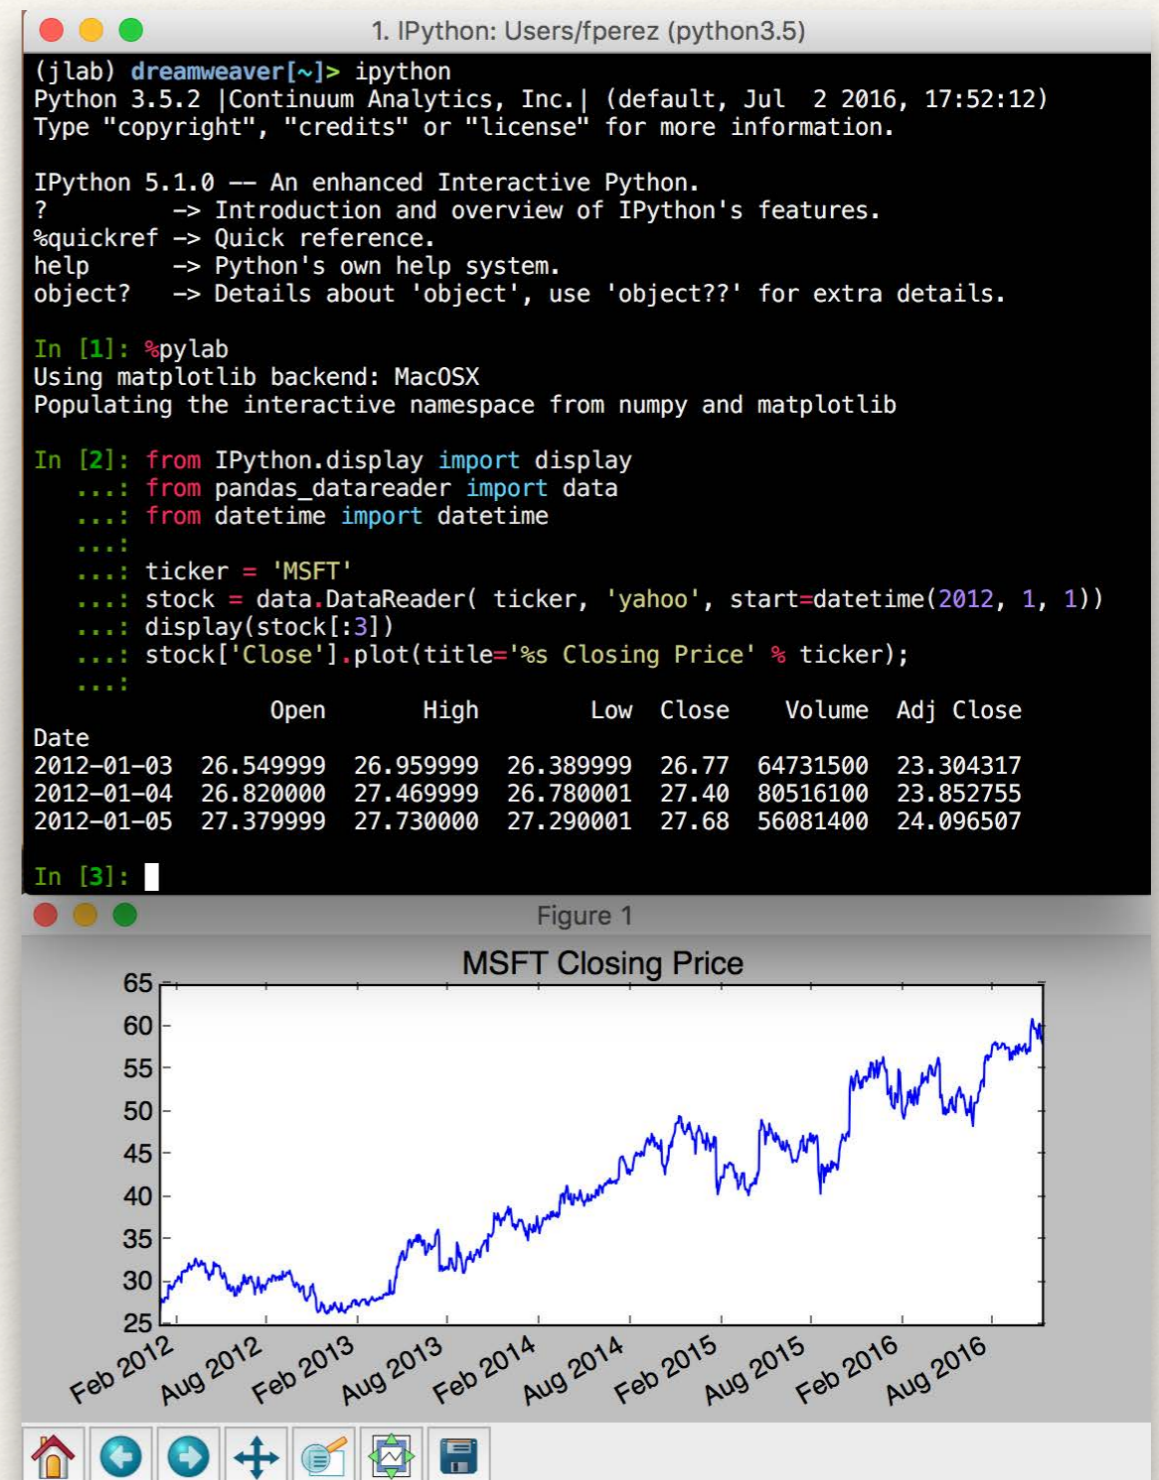 1. IPython: Users/fperez (python3.5)
(jlab) dreamweaver[~]> ipython
Python 3.5.2 |Continuum Analytics, Inc.| (default, Jul  2 2016, 17:52:12)
Type "copyright", "credits" or "license" for more information.
IPython 5.1.0 -- An enhanced Interactive Python.
?         -> Introduction and overview of IPython's features.
%quickref -> Quick reference.
help      -> Python's own help system.
object?   -> Details about 'object', use 'object??' for extra details.
In [1]: %pylab
Using matplotlib backend: MacOSX
Populating the interactive namespace from numpy and matplotlib
In [2]: from IPython.display import display
   ...: from pandas_datareader import data
   ...: from datetime import datetime
   ...:
   ...: ticker = 'MSFT'
   ...: stock = data.DataReader( ticker, 'yahoo', start=datetime(2012, 1, 1))
   ...: display(stock[:3])
   ...: stock['Close'].plot(title='%s Closing Price' % ticker);
   ...:
                 Open       High        Low  Close    Volume  Adj Close
Date
2012-01-03  26.549999  26.959999  26.389999  26.77  64731500  23.304317
2012-01-04  26.820000  27.469999  26.780001  27.40  80516100  23.852755
2012-01-05  27.379999  27.730000  27.290001  27.68  56081400  24.096507
In [3]:
Figure 1
MSFT Closing Price
65
60
55
50
45
40
35
30
25
Feb 2012 Aug 2012 Feb 2013 Aug 2013 Feb 2014 Aug 2014 Feb 2015 Aug 2015 Feb 2016 Aug 2016